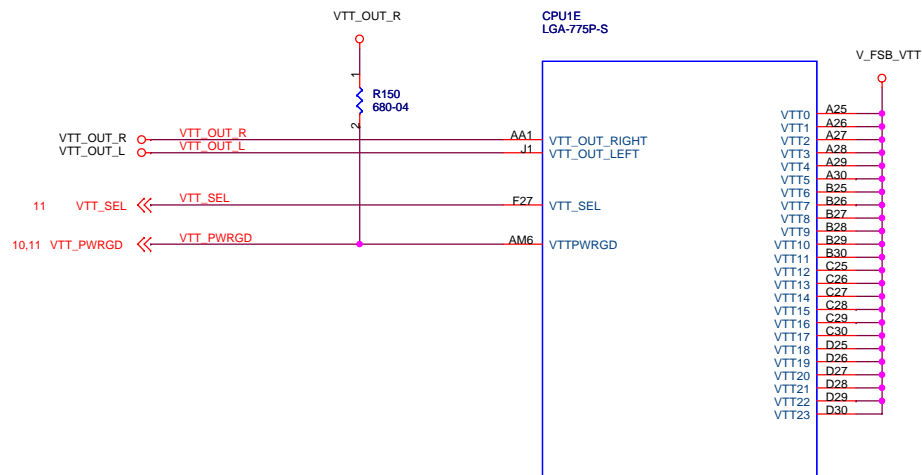 VTT_OUT_R
CPU1E
LGA-775P-S
V_FSB_VTT
1
R150
680-04
2
VTT_OUT_R VTT_OUT_R AA1 VTT_OUT_RIGHT
VTT_OUT_L VTT_OUT_L J1 VTT_OUT_LEFT
11 VTT_SEL VTT_SEL F27 VTT_SEL
10,11 VTT_PWRGD VTT_PWRGD AM6 VTTPWRGD
VTT0 A25
VTT1 A26
VTT2 A27
VTT3 A28
VTT4 A29
VTT5 A30
VTT6 B25
VTT7 B26
VTT8 B27
VTT9 B28
VTT10 B29
VTT11 B30
VTT12 C25
VTT13 C26
VTT14 C27
VTT15 C28
VTT16 C29
VTT17 C30
VTT18 D25
VTT19 D26
VTT20 D27
VTT21 D28
VTT22 D29
VTT23 D30